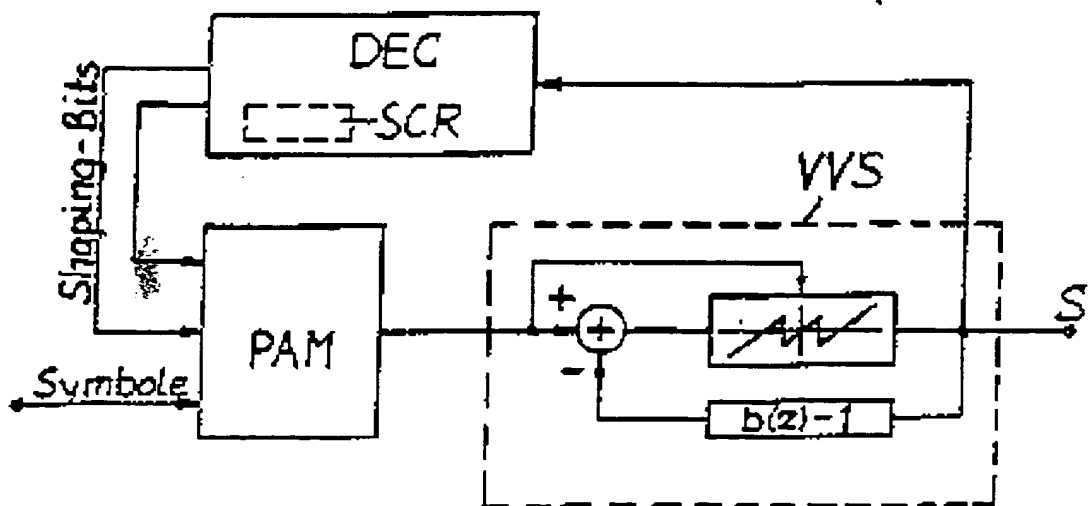 DEC
SCR
Shaping-Bits
VVS
PAM
Symbole
+
+
-
b(z)-1
S